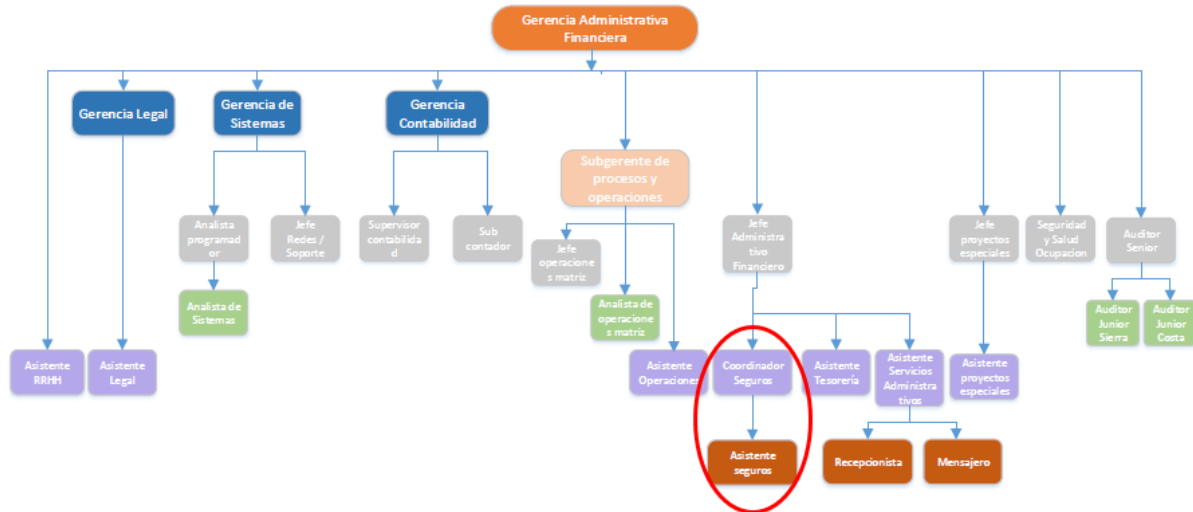 Gerencia Administrativa
Financiera
Gerencia Legal
Gerencia de
Sistemas
Gerencia
Contabilidad
Subgerente de
procesos y
operaciones
Analista
programad
or
Jefe
Redes /
Soporte
Supervisor
contabilida
d
Sub
contador
Jefe
operacione
s matriz
Jefe
Administra
tivo
Financiero
Jefe
proyectos
especiales
Seguridad
y Salud
Ocupacion
Auditor
Senior
Analista de
Sistemas
Analista de
operacione
s matriz
Auditor
Junior
Sierra
Auditor
Junior
Costa
Asistente
RRHH
Asistente
Legal
Asistente
Operaciones
Coordinador
Seguros
Asistente
Tesorería
Asistente
Servicios
Administrat
ivos
Asistente
proyectos
especiales
Asistente
seguros
Recepcionista
Mensajero